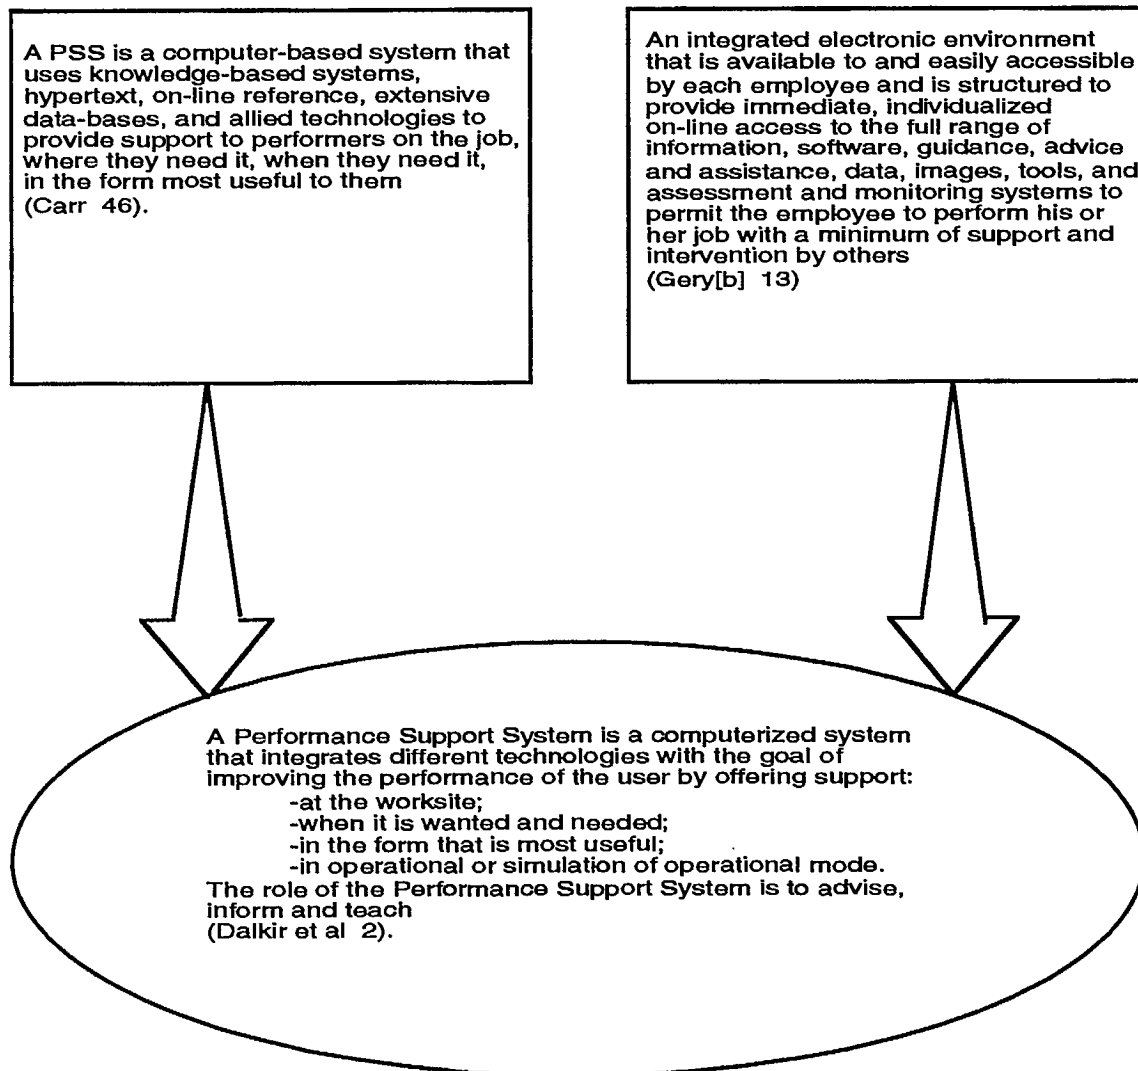 A PSS is a computer-based system that
uses knowledge-based systems,
hypertext, on-line reference, extensive
data-bases, and allied technologies to
provide support to performers on the job,
where they need it, when they need it,
in the form most useful to them
(Carr 46).
An integrated electronic environment
that is available to and easily accessible
by each employee and is structured to
provide immediate, individualized
on-line access to the full range of
information, software, guidance, advice
and assistance, data, images, tools, and
assessment and monitoring systems to
permit the employee to perform his or
her job with a minimum of support and
intervention by others
(Gery[b] 13)
A Performance Support System is a computerized system
that integrates different technologies with the goal of
improving the performance of the user by offering support:
-at the worksite;
-when it is wanted and needed;
-in the form that is most useful;
-in operational or simulation of operational mode.
The role of the Performance Support System is to advise,
inform and teach
(Dalkir et al 2).